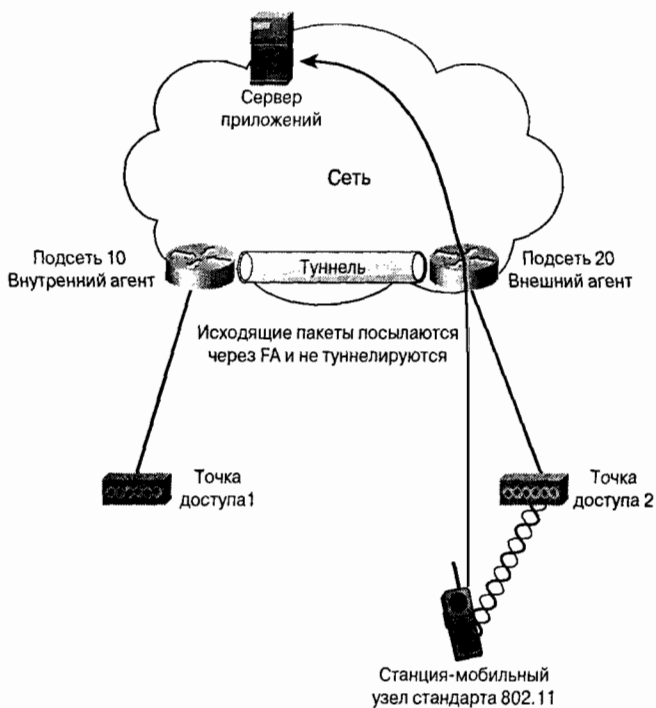 Сервер
приложений
Сеть
Подсеть 10
Внутренний агент
Туннель
Подсеть 20
Внешний агент
Исходящие пакеты посылаются
через FA и не туннелируются
Точка
доступа1
Точка
доступа 2
Станция-мобильный
узел стандарта 802.11